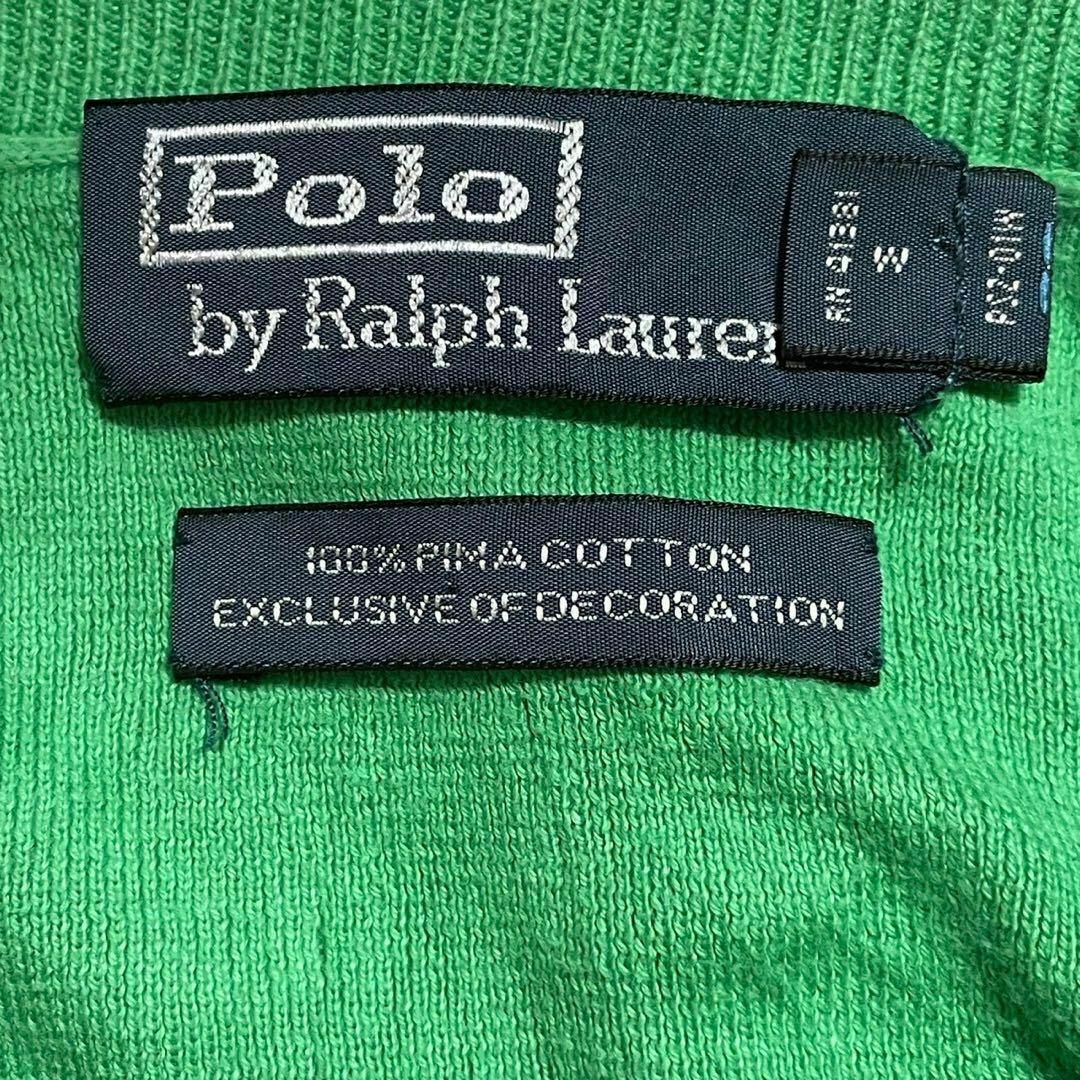 Polo
by Ralph Lauren
RN-41381
M
100% PIMA COTTON
EXCLUSIVE OF DECORATION